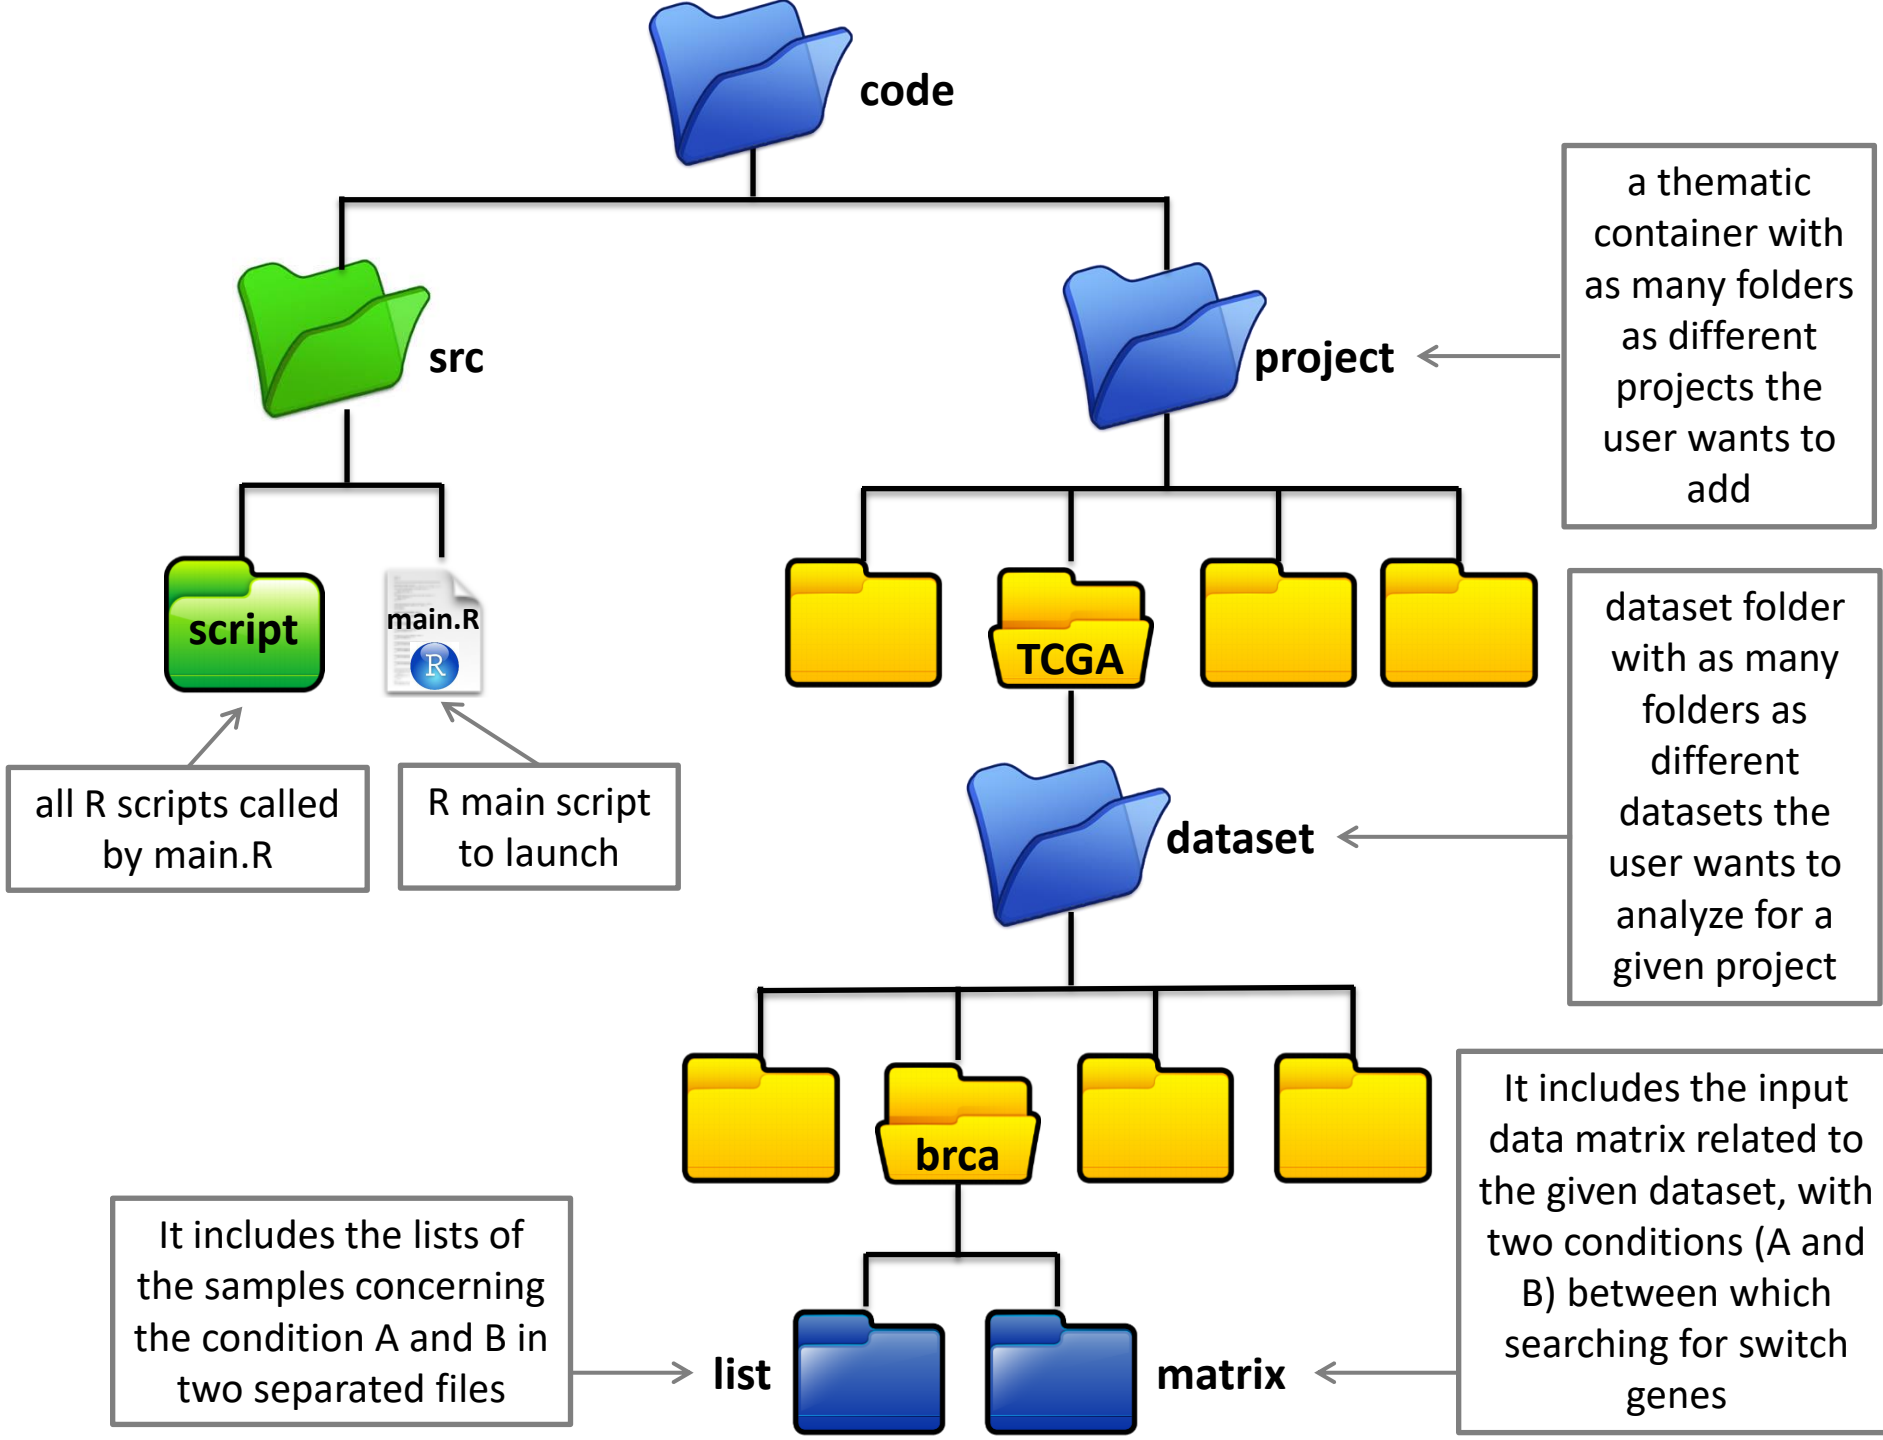 code
a thematic
container with
as many folders
as different
projects the
user wants to
add
src
project
script
main.R
R
TCGA
all R scripts called
by main.R
R main script
to launch
dataset folder
with as many
folders as
different
datasets the
user wants to
analyze for a
given project
dataset
brca
It includes the lists of
the samples concerning
the condition A and B in
two separated files
list
matrix
It includes the input
data matrix related to
the given dataset, with
two conditions (A and
B) between which
searching for switch
genes